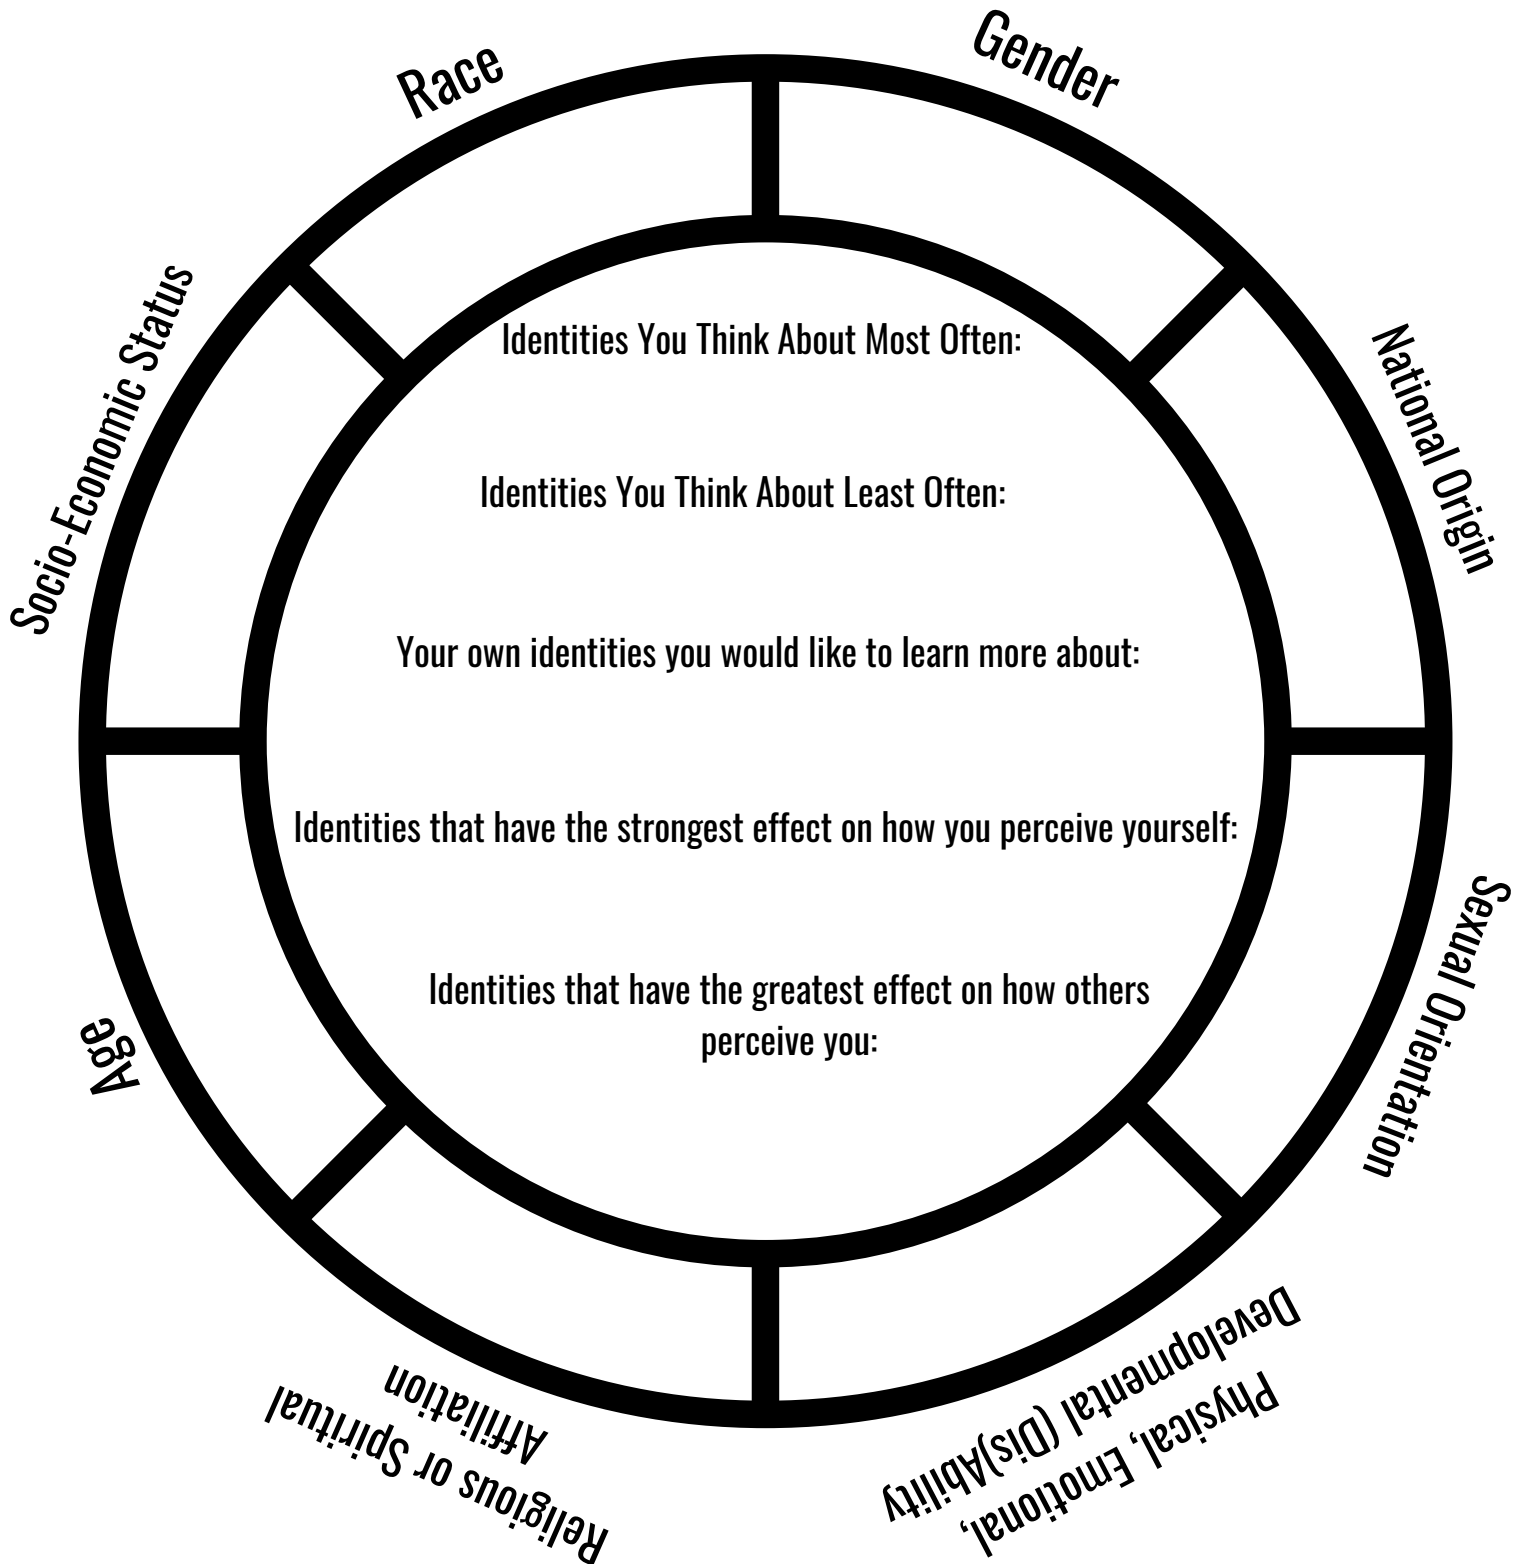 Race
Gender
Socio-Economic Status
National Origin
Identities You Think About Most Often:
Identities You Think About Least Often:
Your own identities you would like to learn more about:
Identities that have the strongest effect on how you perceive yourself:
Identities that have the greatest effect on how others
perceive you:
Sexual Orientation
Age
Physical, Emotional,
Developmental (Dis)Ability
Religious or Spiritual
Affiliation